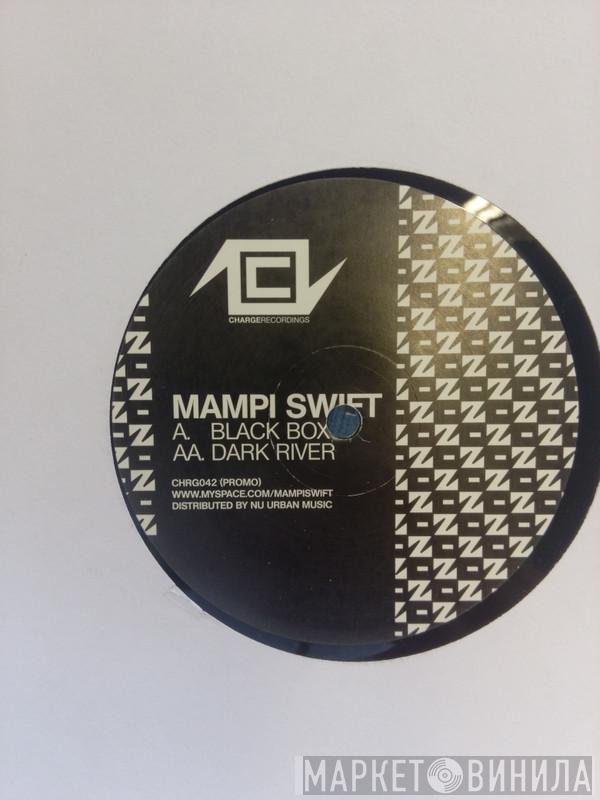 C
CHARGERECORDINGS
MAMPI SWIFT
A. BLACK BOX
AA. DARK RIVER
CHRG042 (PROMO)
WWW.MYSPACE.COM/MAMPISWIFT
DISTRIBUTED BY NU URBAN MUSIC
МАРКЕТ ВИНИЛА